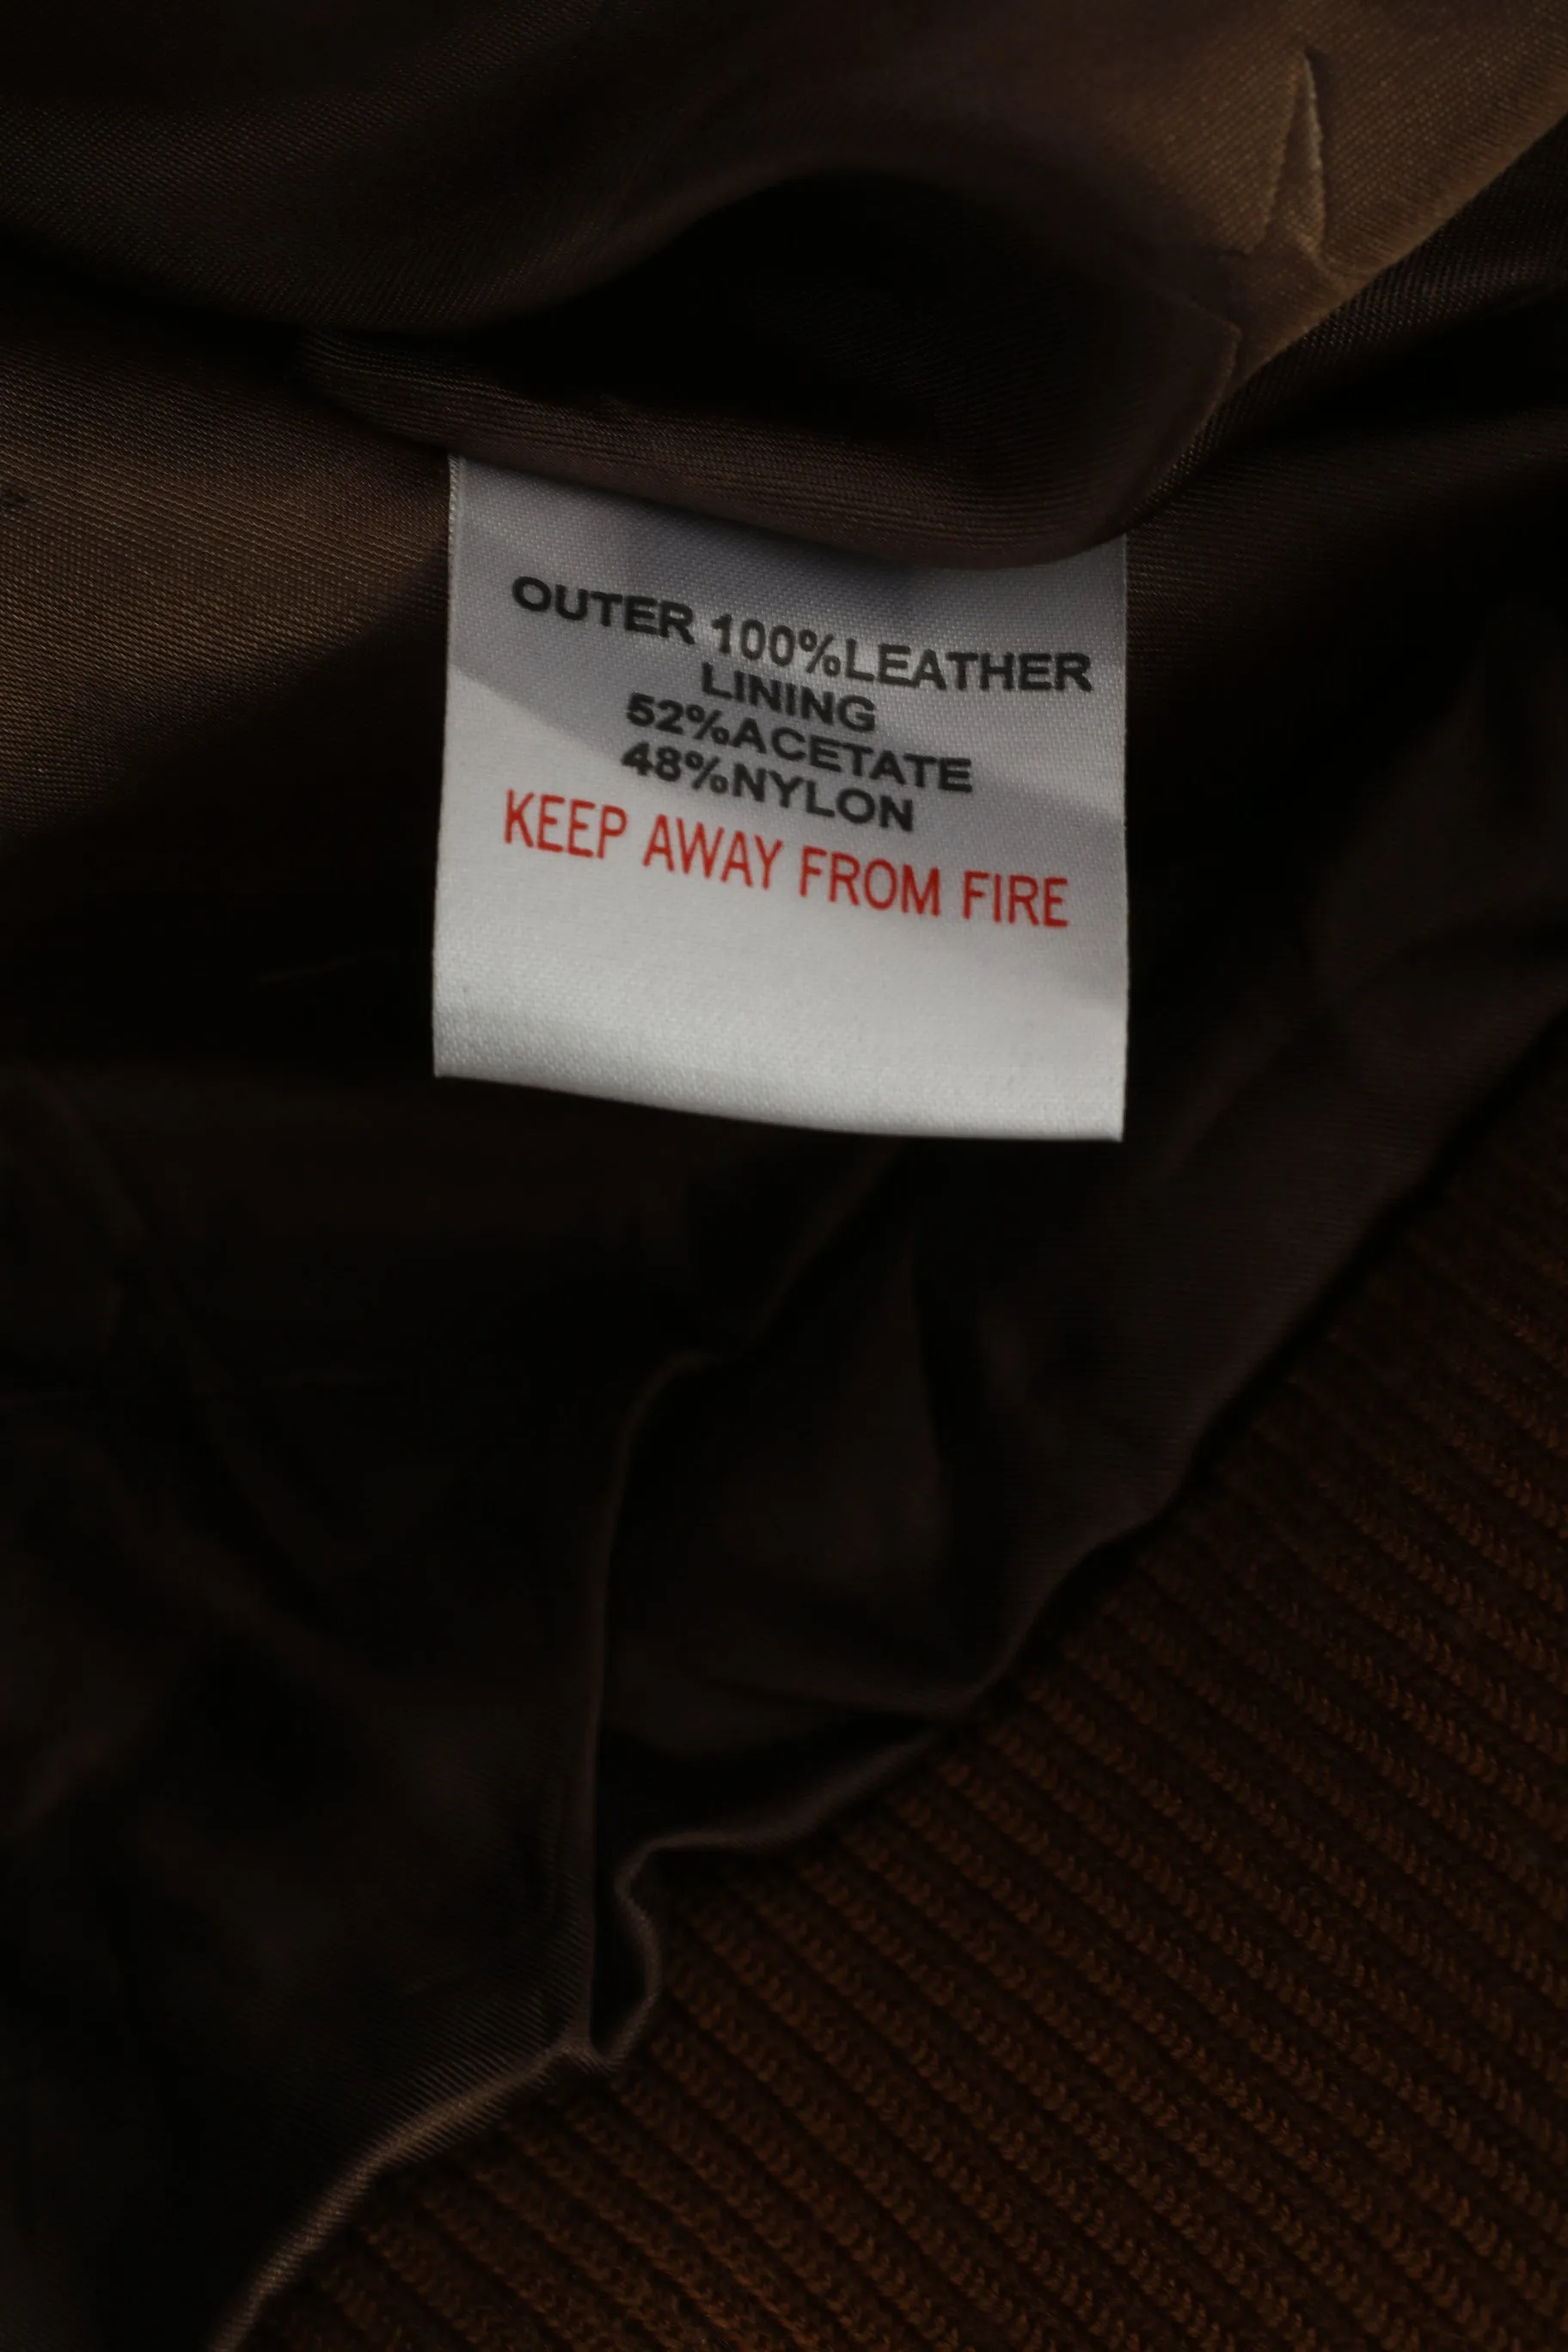 OUTER 100%LEATHER
LINING
52%ACETATE
48%NYLON
KEEP AWAY FROM FIRE